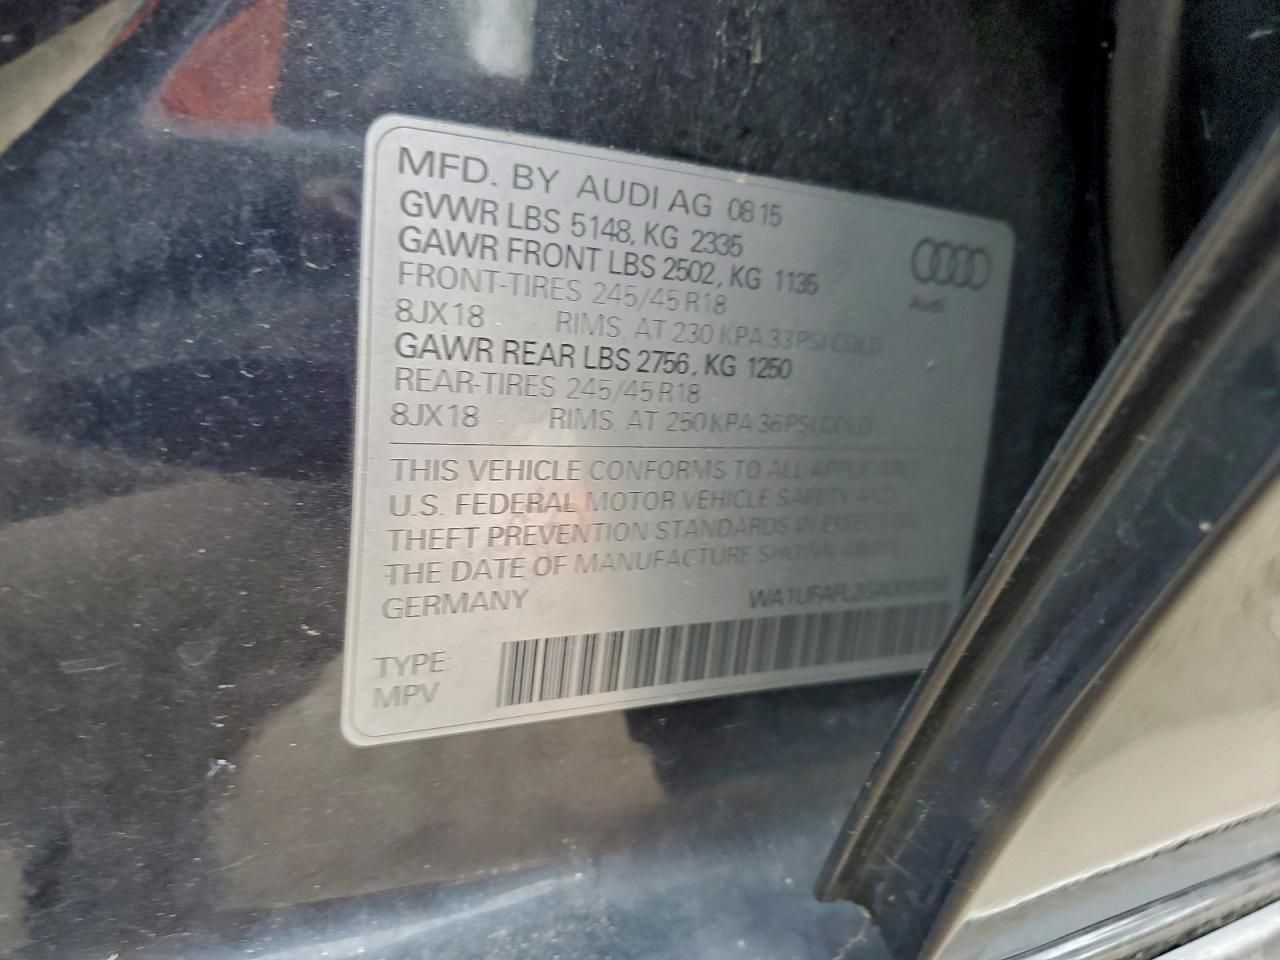 MFD. BY AUDI AG 08 15
GVWR LBS 5148, KG 2335
GAWR FRONT LBS 2502, KG 1135
FRONT-TIRES 245/45 R18
8JX18 RIMS AT 230 KPA 33 PSI COLD
GAWR REAR LBS 2756, KG 1250
REAR-TIRES 245/45 R18
8JX18 RIMS AT 250 KPA 36 PSI COLD
Audi
THIS VEHICLE CONFORMS TO ALL APPLICABLE
U.S. FEDERAL MOTOR VEHICLE SAFETY AND
THEFT PREVENTION STANDARDS IN EFFECT ON
THE DATE OF MANUFACTURE SHOWN ABOVE
GERMANY
TYPE:
MPV